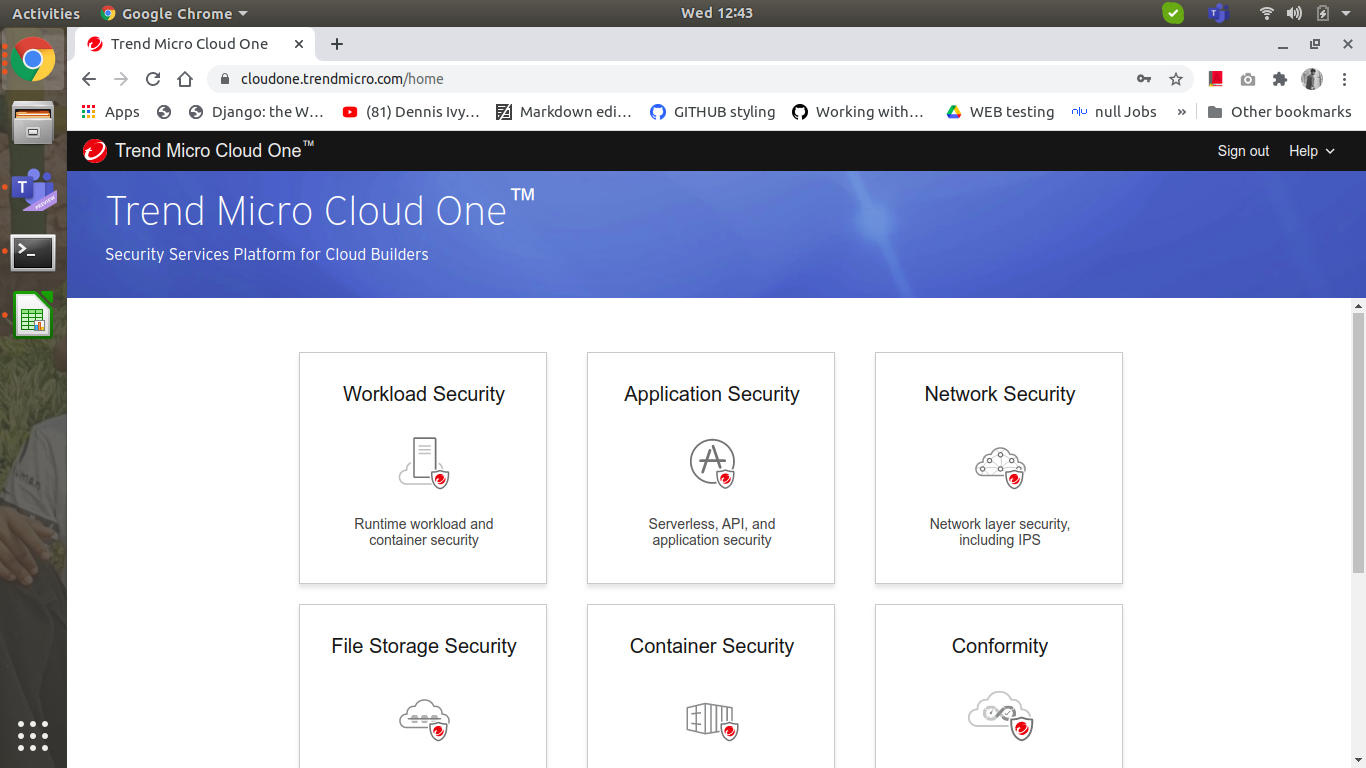 Activities
Google Chrome
Wed 12:43
Trend Micro Cloud One
cloudone.trendmicro.com/home
Apps
Django: the W...
(81) Dennis Ivy...
Markdown edi...
GITHUB styling
Working with...
WEB testing
n|u null Jobs
»
Other bookmarks
Trend Micro Cloud One™
Sign out
Help
Trend Micro Cloud One™
Security Services Platform for Cloud Builders
Workload Security
Runtime workload and
container security
Application Security
Serverless, API, and
application security
Network Security
Network layer security,
including IPS
File Storage Security
Container Security
Conformity
T
PREVIEW